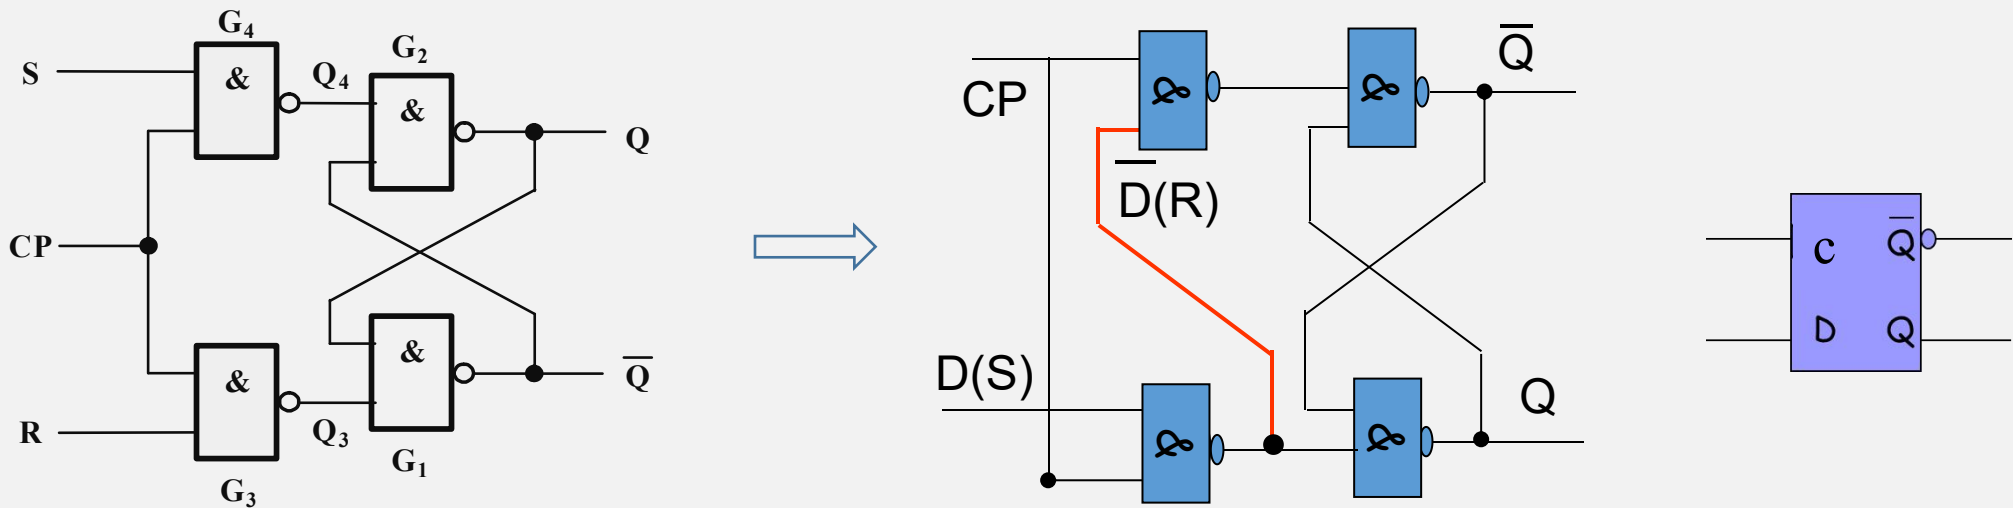 G₄
S
&
Q₄
G₂
&
Q
CP
&
R
Q₃
&
G₁
Q̅
G₃
CP
&
&
Q̅
D̅(R)
D(S)
&
&
Q
C
Q̅
D
Q